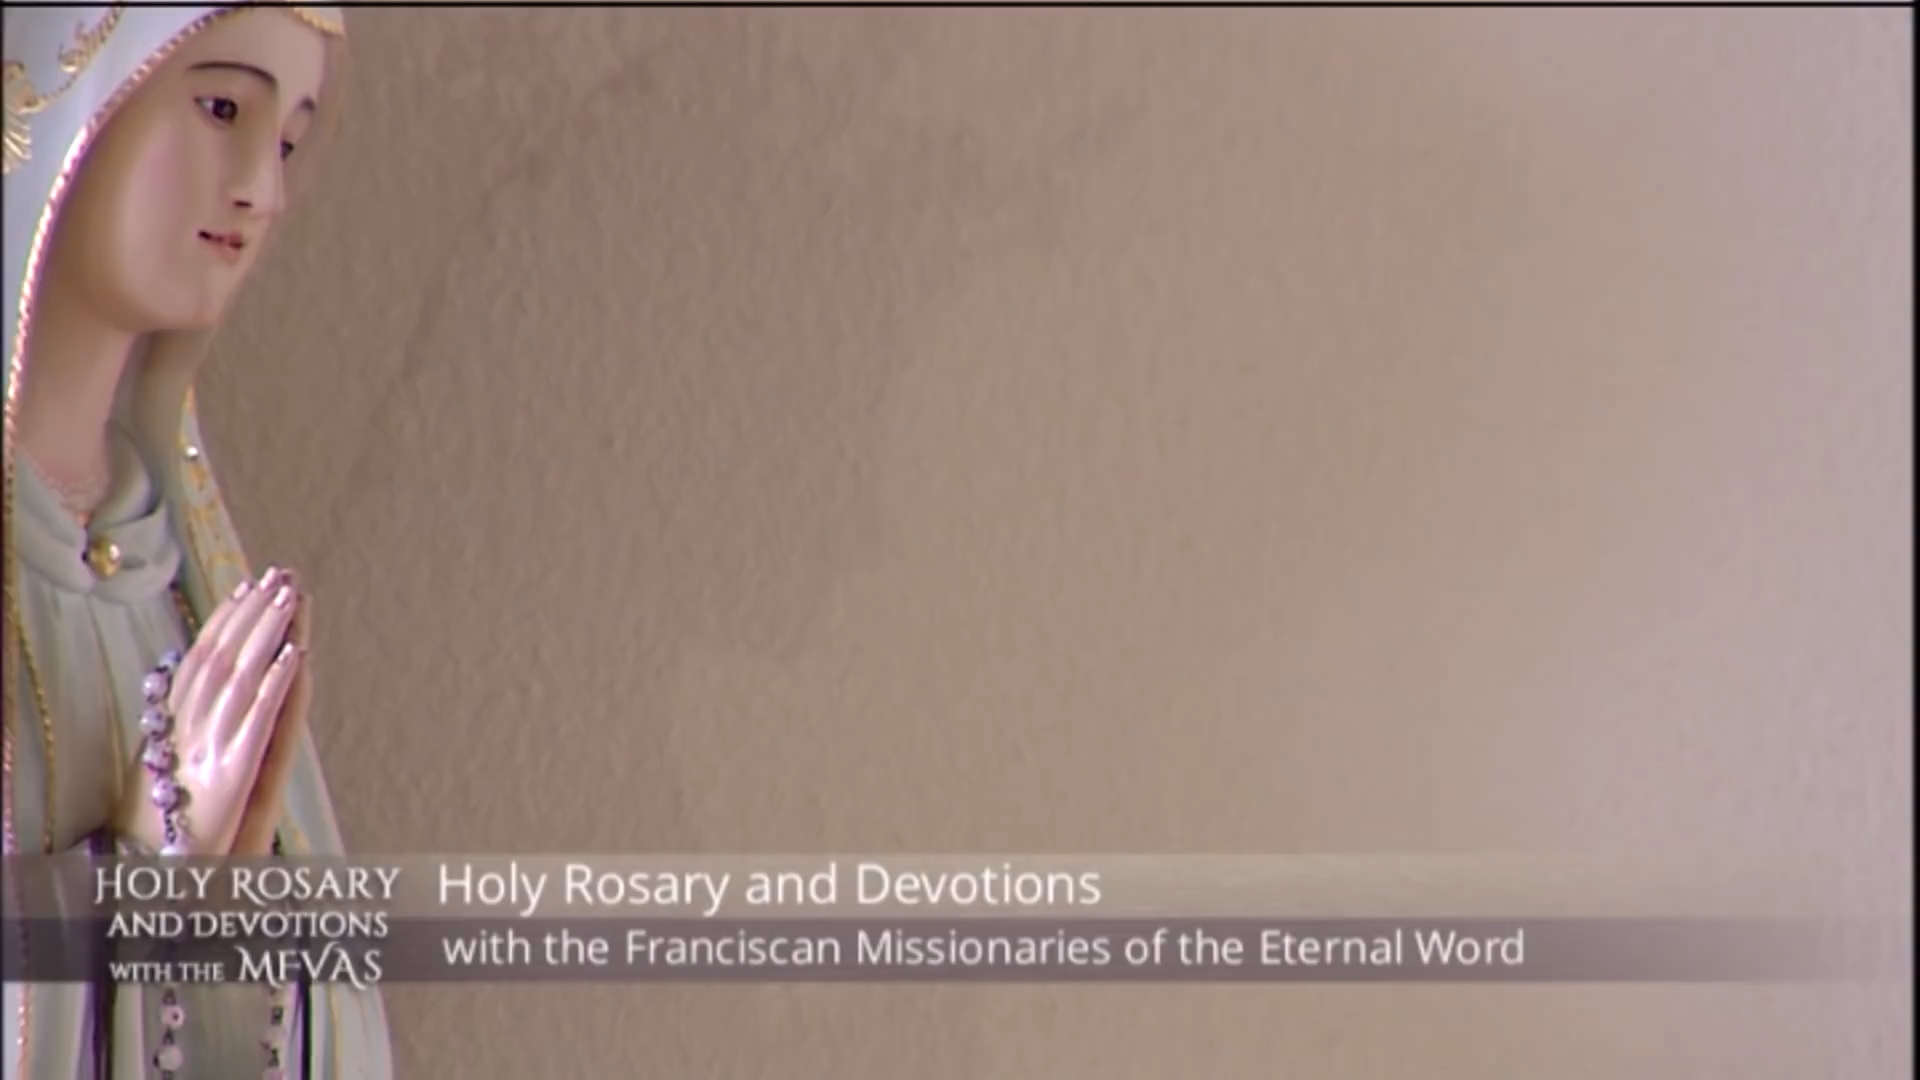 HOLY ROSARY
AND DEVOTIONS
WITH THE MFVAS
Holy Rosary and Devotions
with the Franciscan Missionaries of the Eternal Word